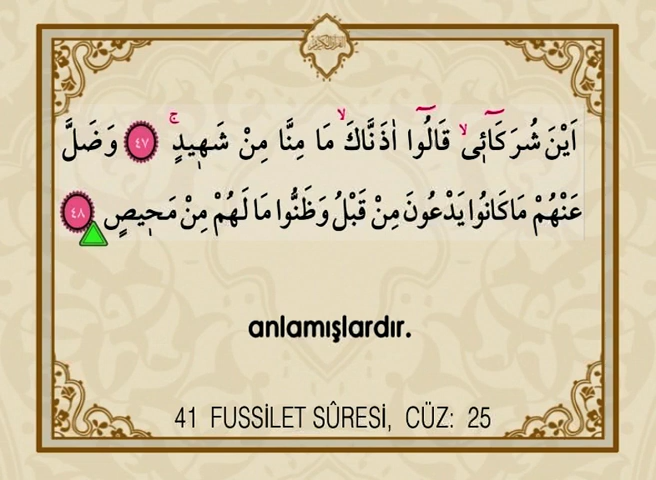 اَيْنَ شُرَكَٓائٖىۙ قَالُٓوا اٰذَنَّاكَۙ مَا مِنَّا مِنْ شَهٖيدٍۚ ٤٧ وَضَلَّ
عَنْهُمْ مَا كَانُوا يَدْعُونَ مِنْ قَبْلُ وَظَنُّوا مَا لَهُمْ مِنْ مَحٖيصٍ ٤٨
anlamışlardır.
41 FUSSİLET SÛRESİ, CÜZ: 25